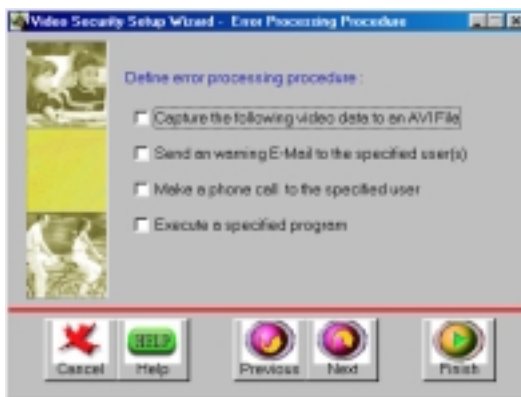 Video Security Setup Wizard - Error Processing Procedure
Define error processing procedure :
Capture the following video data to an AVI File
Send an warning E-Mail to the specified user(s)
Make a phone call to the specified user
Execute a specified program
HELP
Cancel Help Previous Next Finish